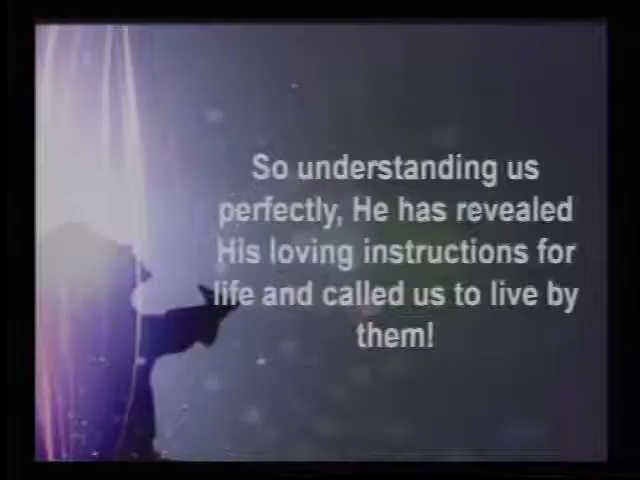 So understanding us
perfectly, He has revealed
His loving instructions for
life and called us to live by
them!